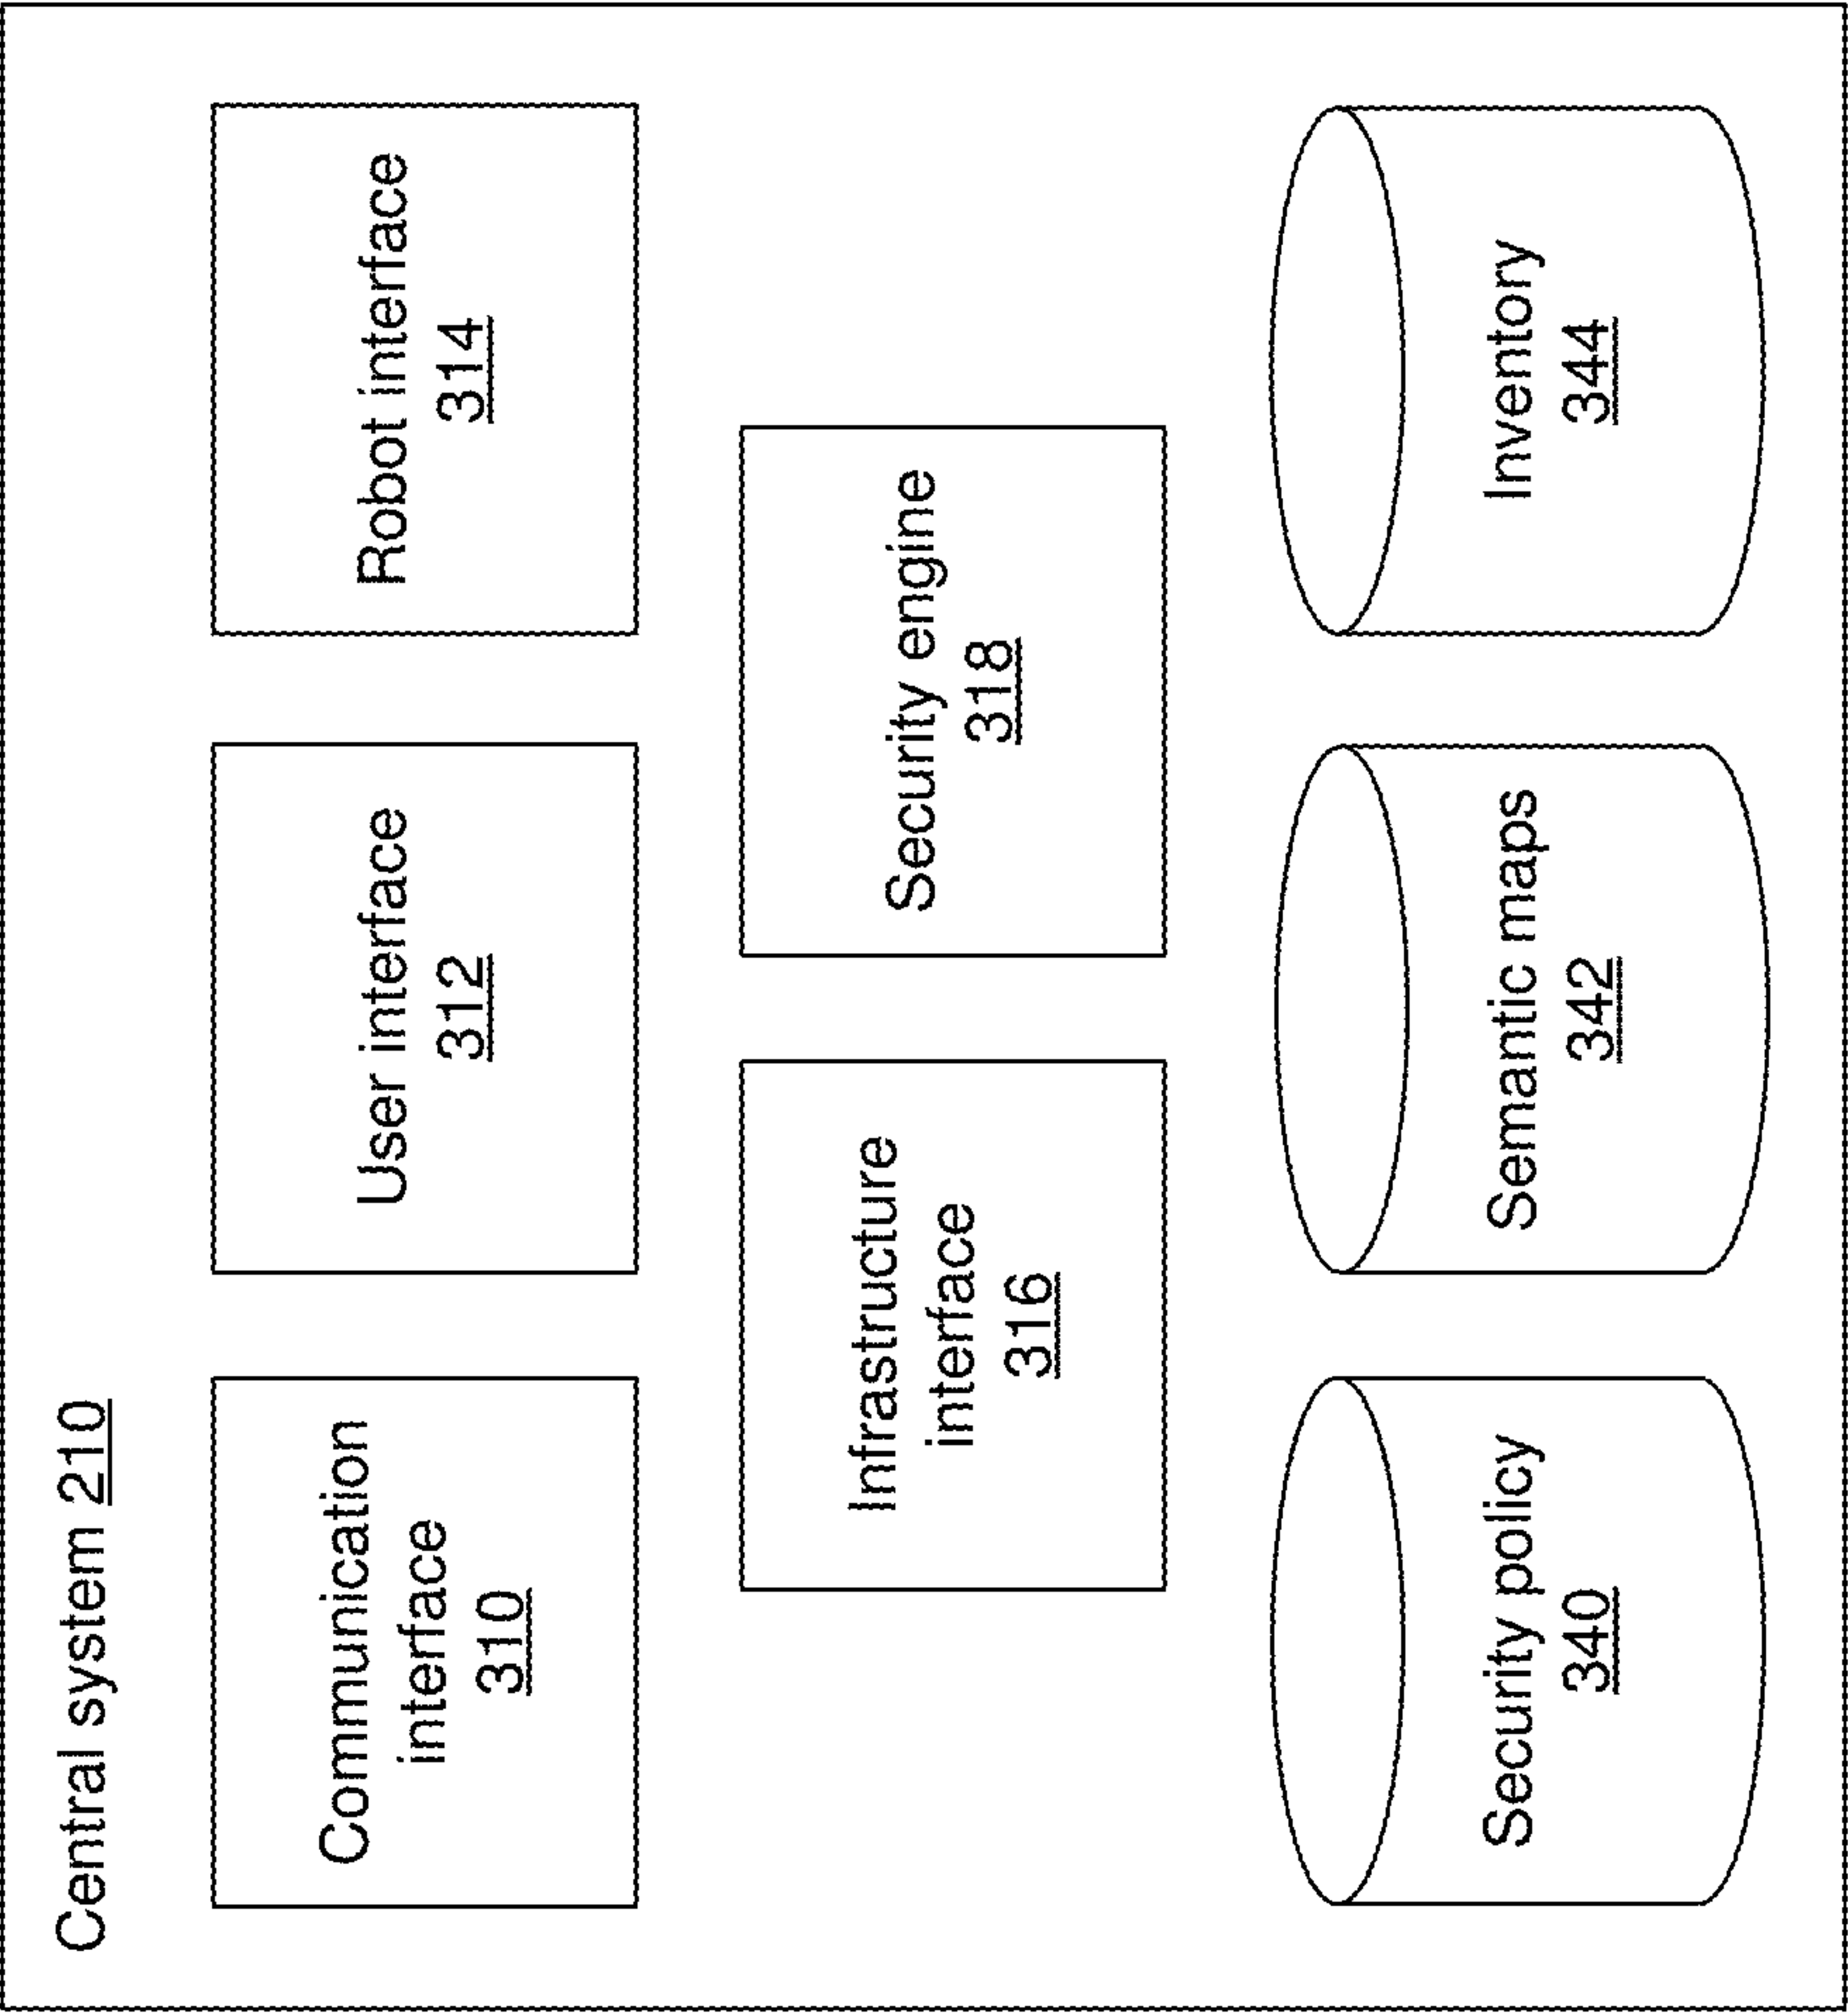 Central system 210
Communication
interface
310
User interface
312
Robot interface
314
Infrastructure
interface
316
Security engine
318
Security policy
340
Semantic maps
342
Inventory
344